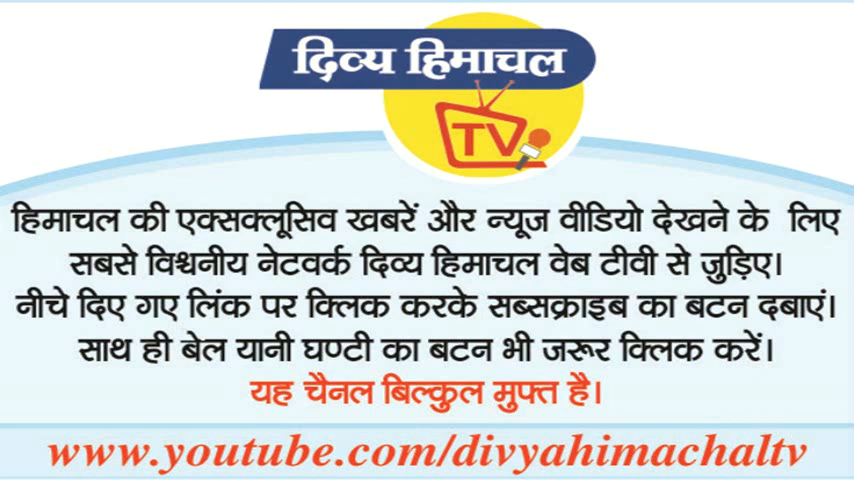 दिव्य हिमाचल
TV
हिमाचल की एक्सक्लूसिव खबरें और न्यूज वीडियो देखने के लिए
सबसे विश्वनीय नेटवर्क दिव्य हिमाचल वेब टीवी से जुड़िए।
नीचे दिए गए लिंक पर क्लिक करके सब्सक्राइब का बटन दबाएं।
साथ ही बेल यानी घण्टी का बटन भी जरूर क्लिक करें।
यह चैनल बिल्कुल मुफ्त है।
www.youtube.com/divyahimachaltv